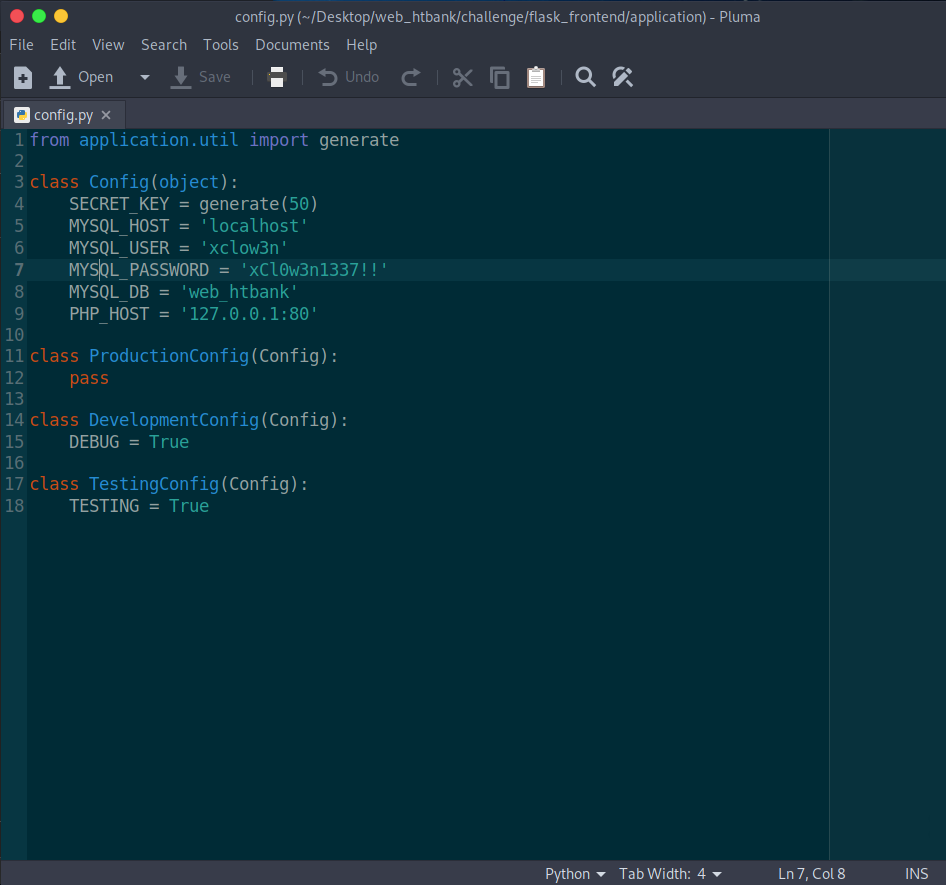 config.py (~/Desktop/web_htbank/challenge/flask_frontend/application) - Pluma
File Edit View Search Tools Documents Help
Open Save Undo
config.py
1 from application.util import generate
2
3 class Config(object):
4     SECRET_KEY = generate(50)
5     MYSQL_HOST = 'localhost'
6     MYSQL_USER = 'xclow3n'
7     MYSQL_PASSWORD = 'xCl0w3n1337!!'
8     MYSQL_DB = 'web_htbank'
9     PHP_HOST = '127.0.0.1:80'
10
11 class ProductionConfig(Config):
12     pass
13
14 class DevelopmentConfig(Config):
15     DEBUG = True
16
17 class TestingConfig(Config):
18     TESTING = True
Python Tab Width: 4 Ln 7, Col 8 INS